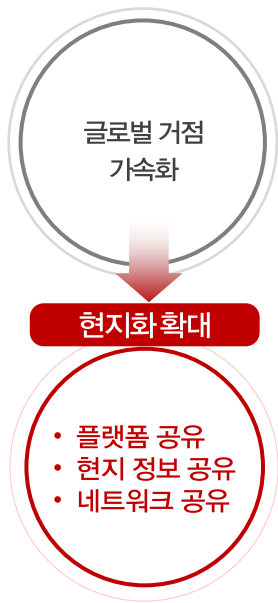 글로벌 거점
가속화
현지화 확대
• 플랫폼 공유
• 현지 정보 공유
• 네트워크 공유